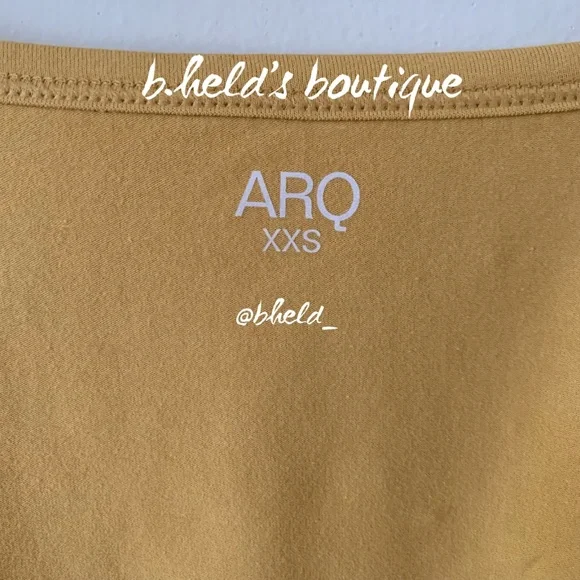 b.held's boutique
ARQ
XXS
@bheld_